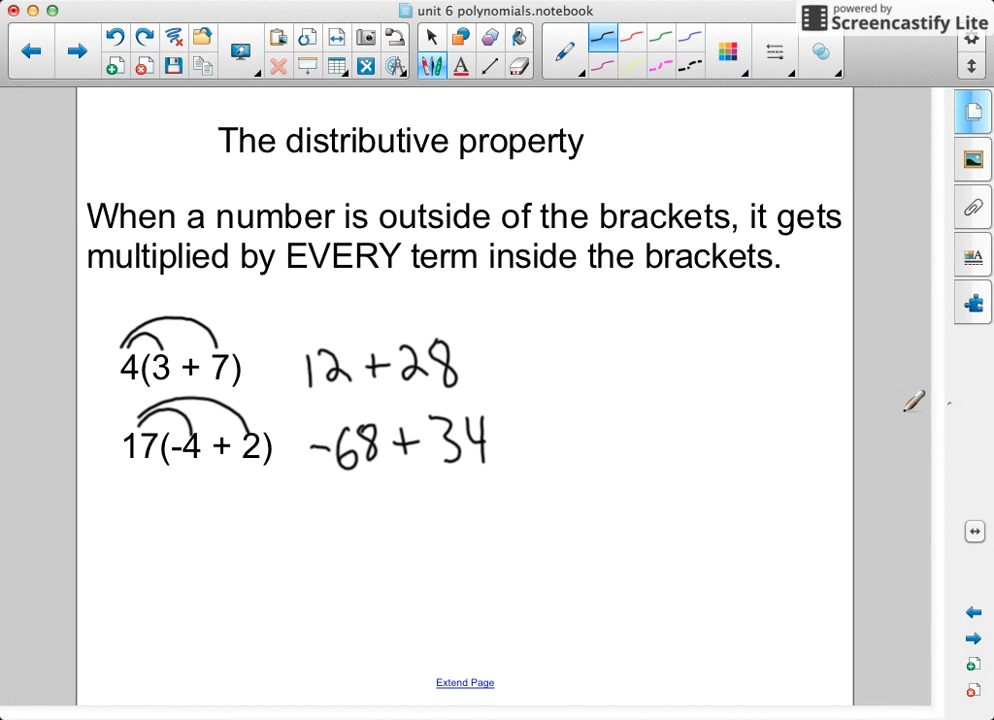 unit 6 polynomials.notebook
powered by
Screencastify Lite
The distributive property
When a number is outside of the brackets, it gets
multiplied by EVERY term inside the brackets.
4(3 + 7) 12 + 28
17(-4 + 2) -68 + 34
Extend Page